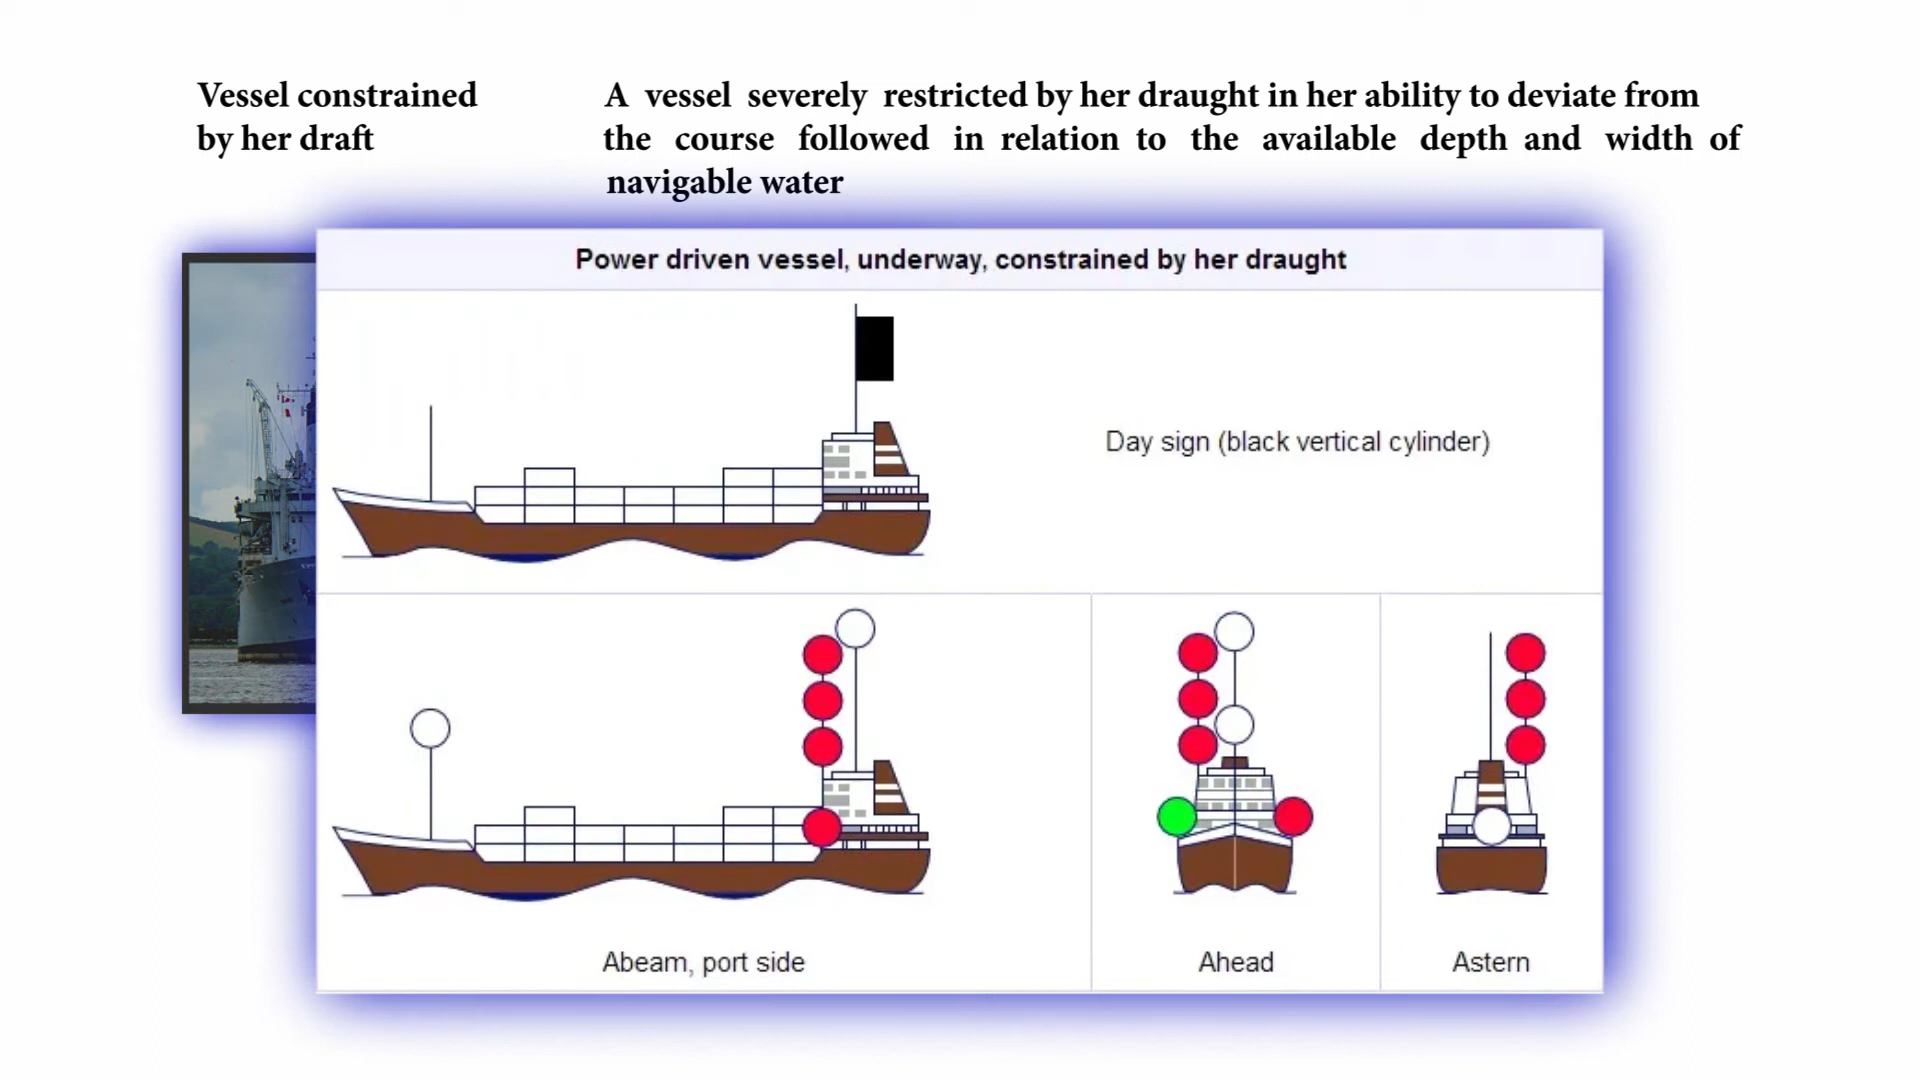 Vessel constrained
by her draft
A vessel severely restricted by her draught in her ability to deviate from
the course followed in relation to the available depth and width of
navigable water
Power driven vessel, underway, constrained by her draught
Day sign (black vertical cylinder)
Abeam, port side
Ahead
Astern